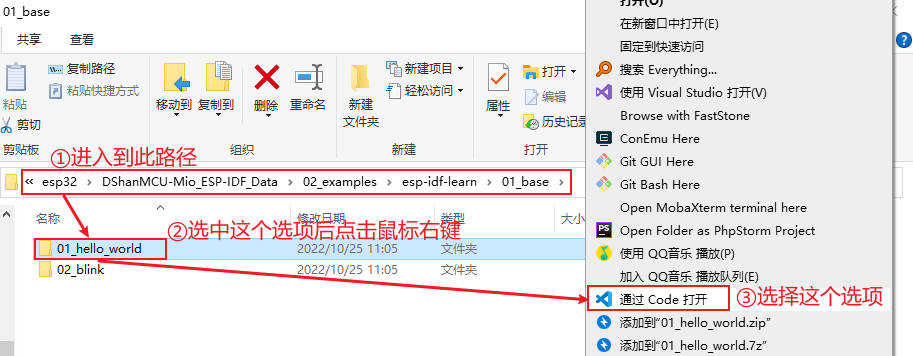 01_base
共享
查看
粘贴
复制路径
粘贴快捷方式
剪切
剪贴板
移动到
复制到
删除
重命名
组织
新建
文件夹
新建项目
轻松访问
新建
属性
打开
编辑
历史记录
打开
①进入到此路径
« esp32 > DShanMCU-Mio_ESP-IDF_Data > 02_examples > esp-idf-learn > 01_base >
名称
修改日期
类型
大小
②选中这个选项后点击鼠标右键
01_hello_world 2022/10/25 11:05 文件夹
02_blink 2022/10/25 11:05 文件夹
打开(O)
在新窗口中打开(E)
固定到快速访问
搜索 Everything...
使用 Visual Studio 打开(V)
Browse with FastStone
ConEmu Here
Git GUI Here
Git Bash Here
Open MobaXterm terminal here
Open Folder as PhpStorm Project
使用 QQ音乐 播放(P)
加入 QQ音乐 播放队列(E)
通过 Code 打开
③选择这个选项
添加到"01_hello_world.zip"
添加到"01_hello_world.7z"